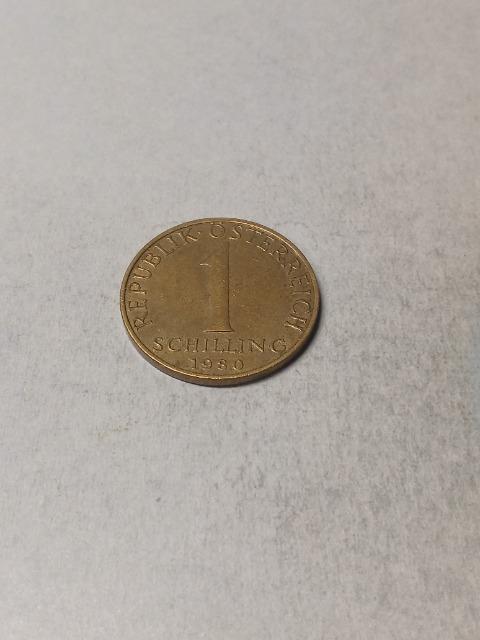 REPUBLIK·ÖSTERREICH
1
SCHILLING
1980